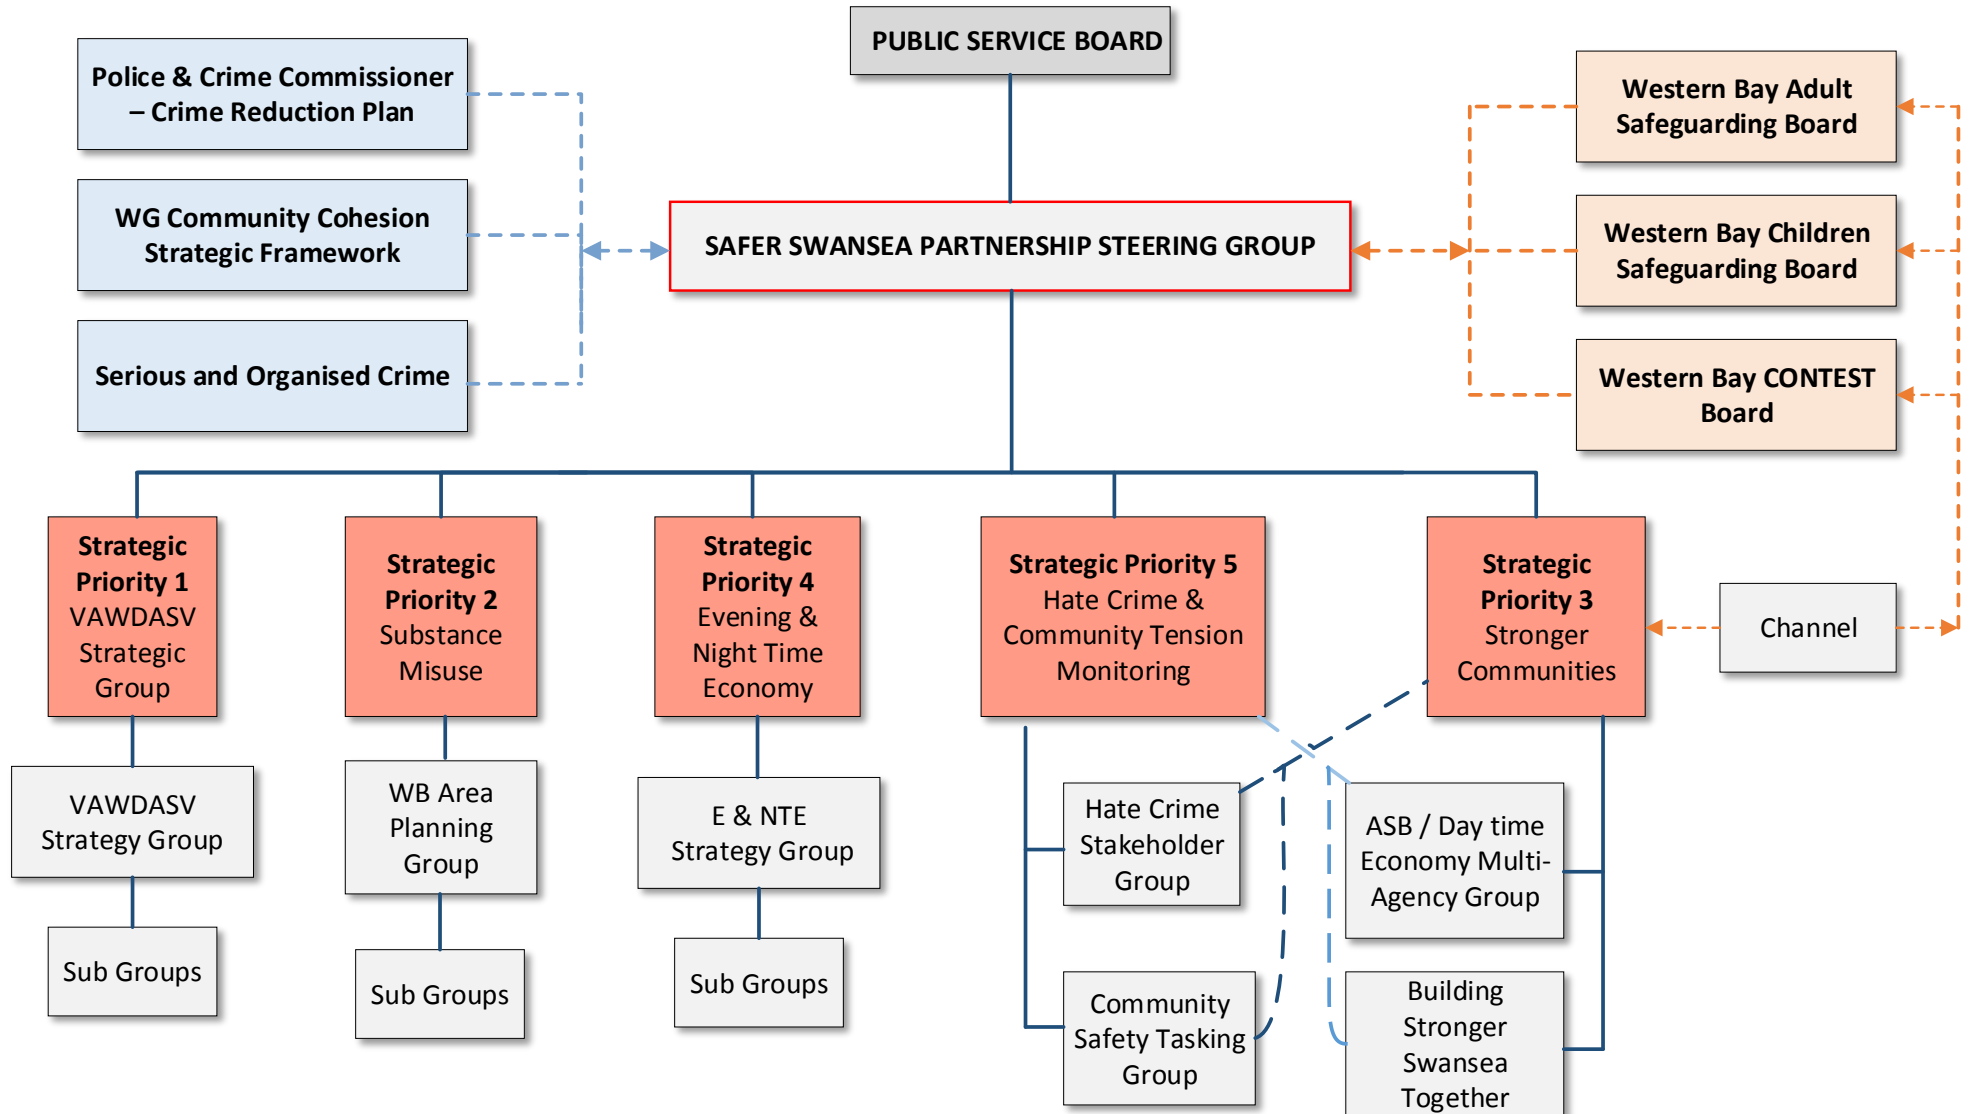 PUBLIC SERVICE BOARD
Police & Crime Commissioner
– Crime Reduction Plan
WG Community Cohesion
Strategic Framework
Serious and Organised Crime
SAFER SWANSEA PARTNERSHIP STEERING GROUP
Western Bay Adult
Safeguarding Board
Western Bay Children
Safeguarding Board
Western Bay CONTEST
Board
Strategic
Priority 1
VAWDASV
Strategic
Group
Strategic
Priority 2
Substance
Misuse
Strategic
Priority 4
Evening &
Night Time
Economy
Strategic Priority 5
Hate Crime &
Community Tension
Monitoring
Strategic
Priority 3
Stronger
Communities
Channel
VAWDASV
Strategy Group
WB Area
Planning
Group
E & NTE
Strategy Group
Hate Crime
Stakeholder
Group
ASB / Day time
Economy Multi-
Agency Group
Sub Groups
Sub Groups
Sub Groups
Community
Safety Tasking
Group
Building
Stronger
Swansea
Together